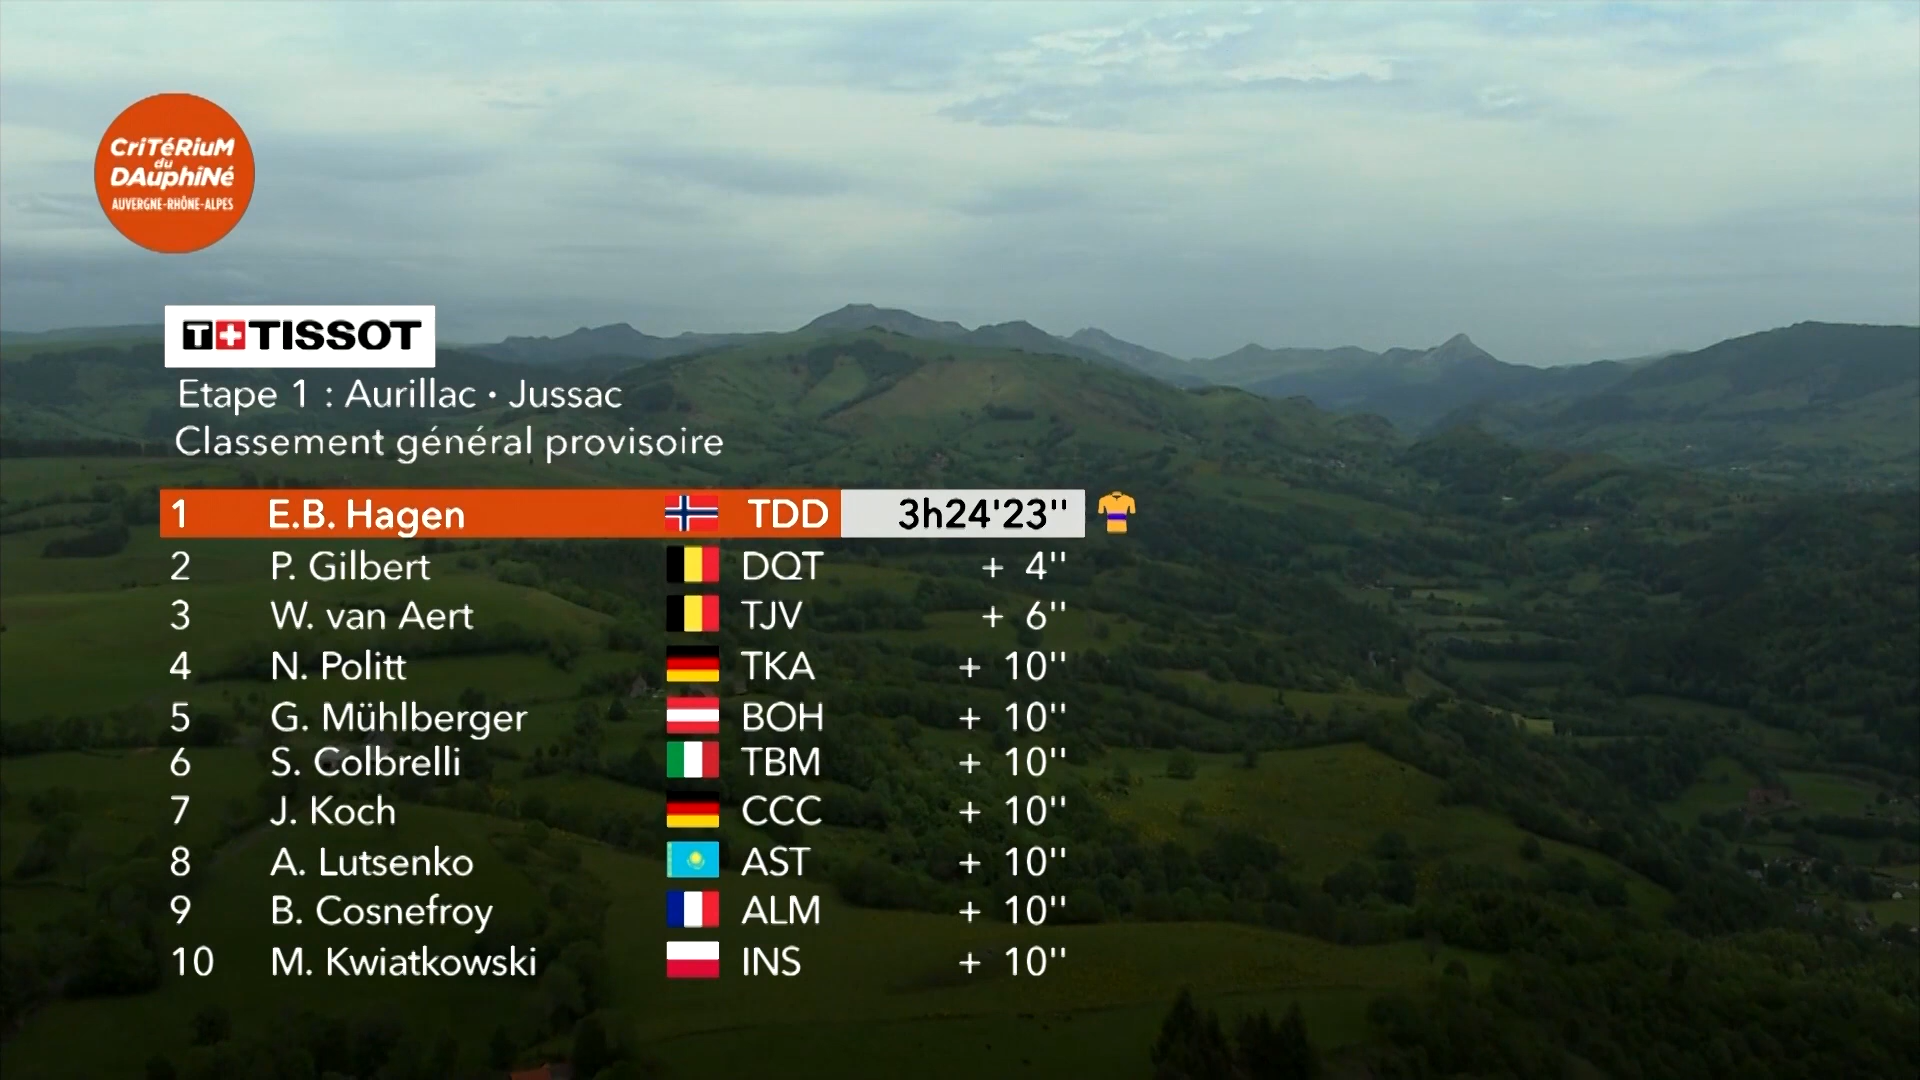 CriTéRiuM
du
DAuphiNé
AUVERGNE-RHÔNE-ALPES
T+TISSOT
Etape 1 : Aurillac · Jussac
Classement général provisoire
1 E.B. Hagen TDD 3h24'23''
2 P. Gilbert DQT + 4''
3 W. van Aert TJV + 6''
4 N. Politt TKA + 10''
5 G. Mühlberger BOH + 10''
6 S. Colbrelli TBM + 10''
7 J. Koch CCC + 10''
8 A. Lutsenko AST + 10''
9 B. Cosnefroy ALM + 10''
10 M. Kwiatkowski INS + 10''